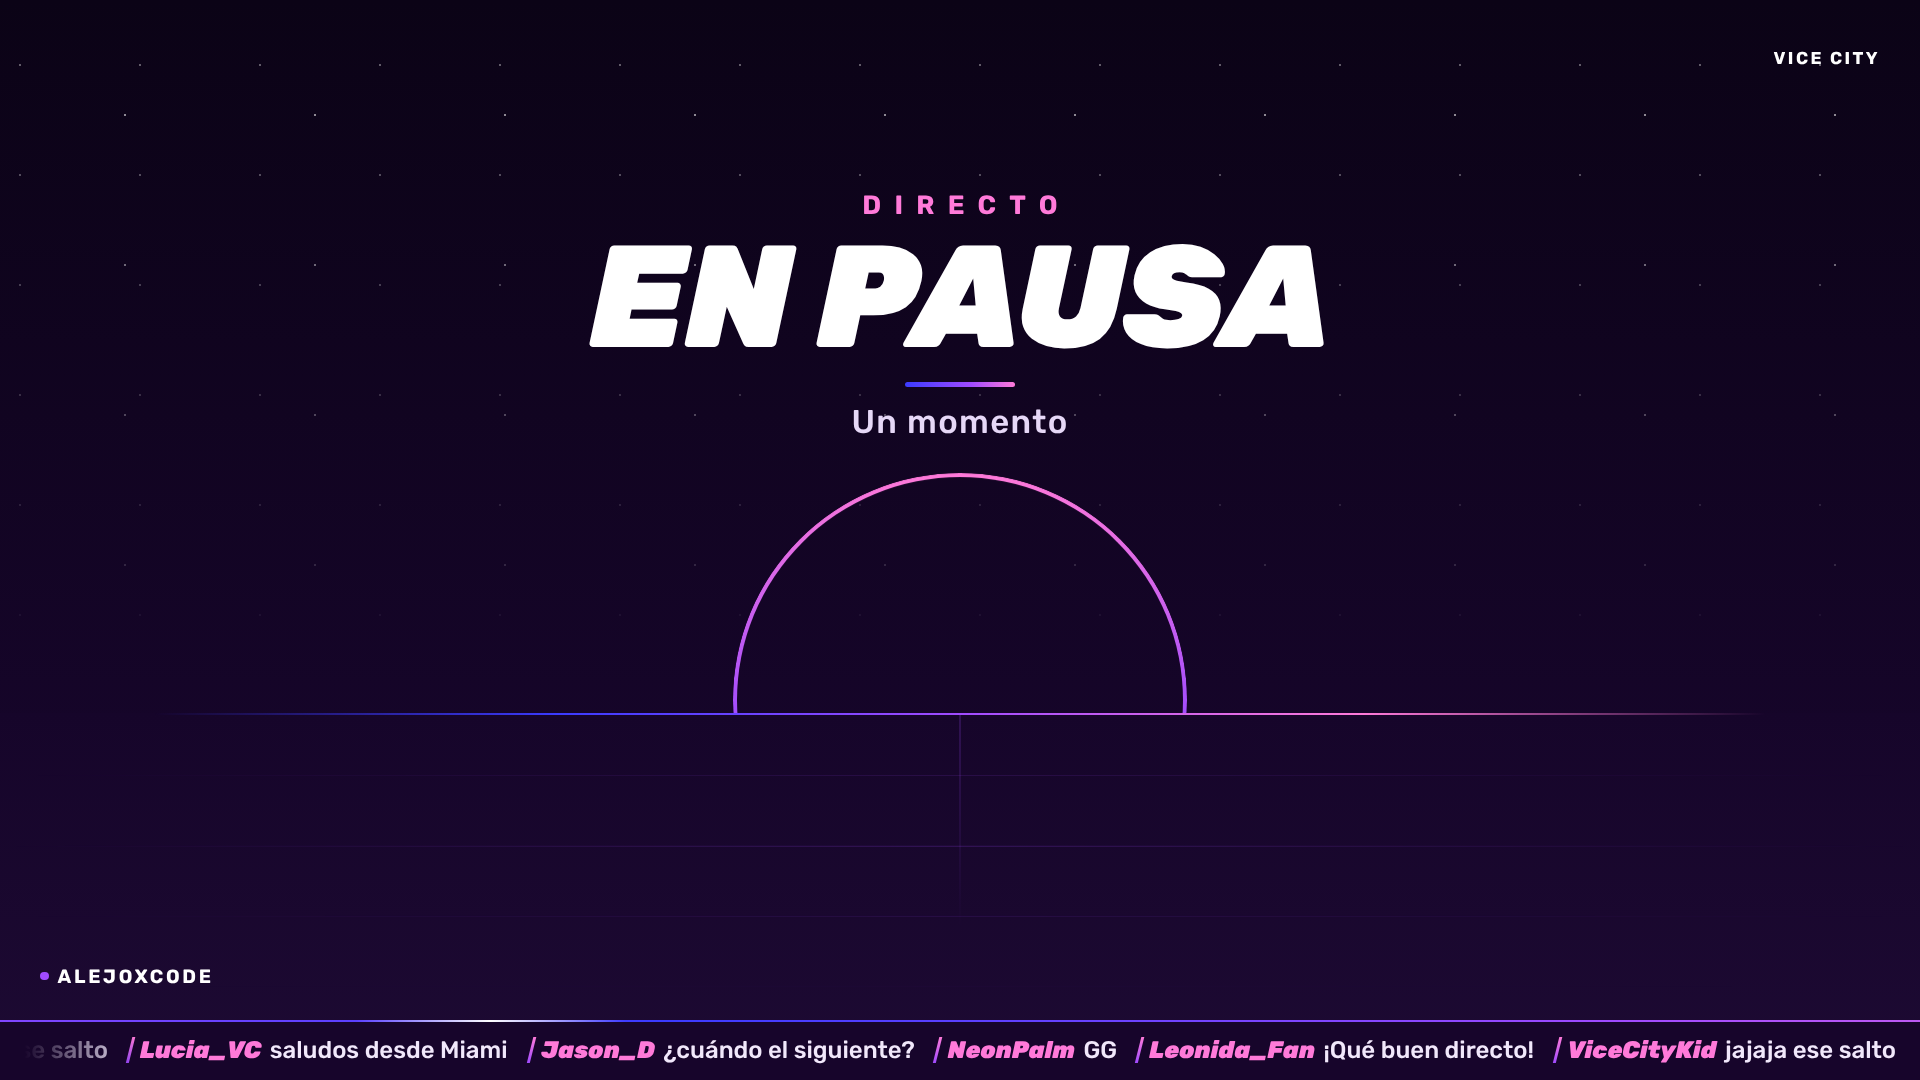 VICE CITY
DIRECTO
EN PAUSA
Un momento
ALEJOXCODE
se salto / Lucia_VC saludos desde Miami / Jason_D ¿cuándo el siguiente? / NeonPalm GG / Leonida_Fan ¡Qué buen directo! / ViceCityKid jajaja ese salto